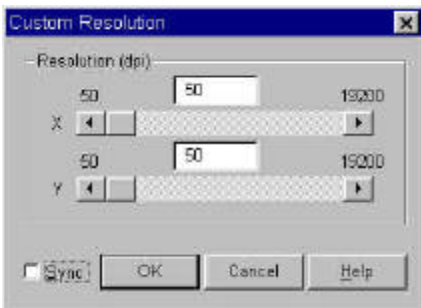 Custom Resolution
Resolution (dpi)
50 50 19200
X
50 50 19200
Y
Sync OK Cancel Help